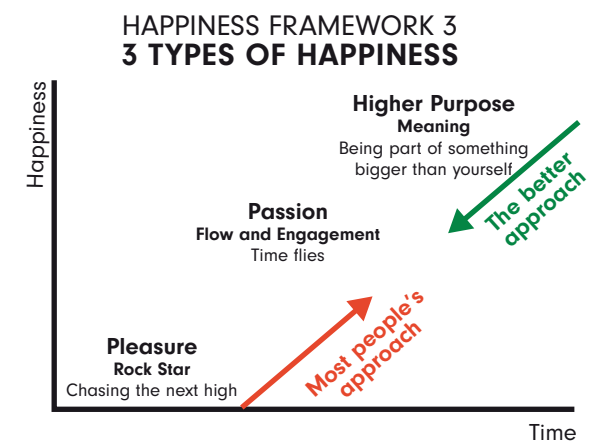 HAPPINESS FRAMEWORK 3
3 TYPES OF HAPPINESS
Happiness
Higher Purpose
Meaning
Being part of something
bigger than yourself
The better
approach
Passion
Flow and Engagement
Time flies
Most people's
approach
Pleasure
Rock Star
Chasing the next high
Time